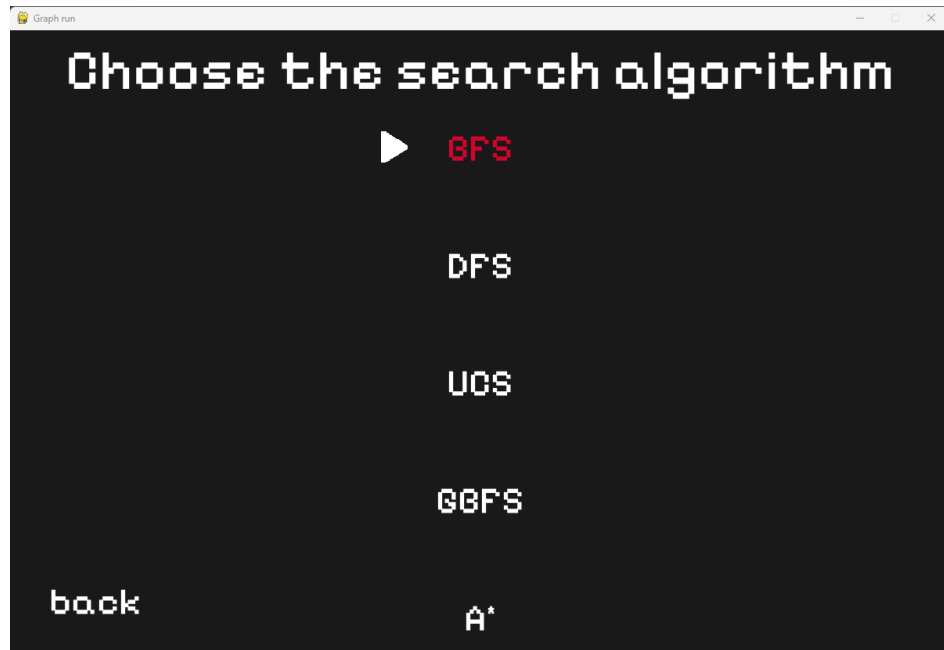 Graph run
Choose the search algorithm
BFS
DFS
UCS
GBFS
back
A*